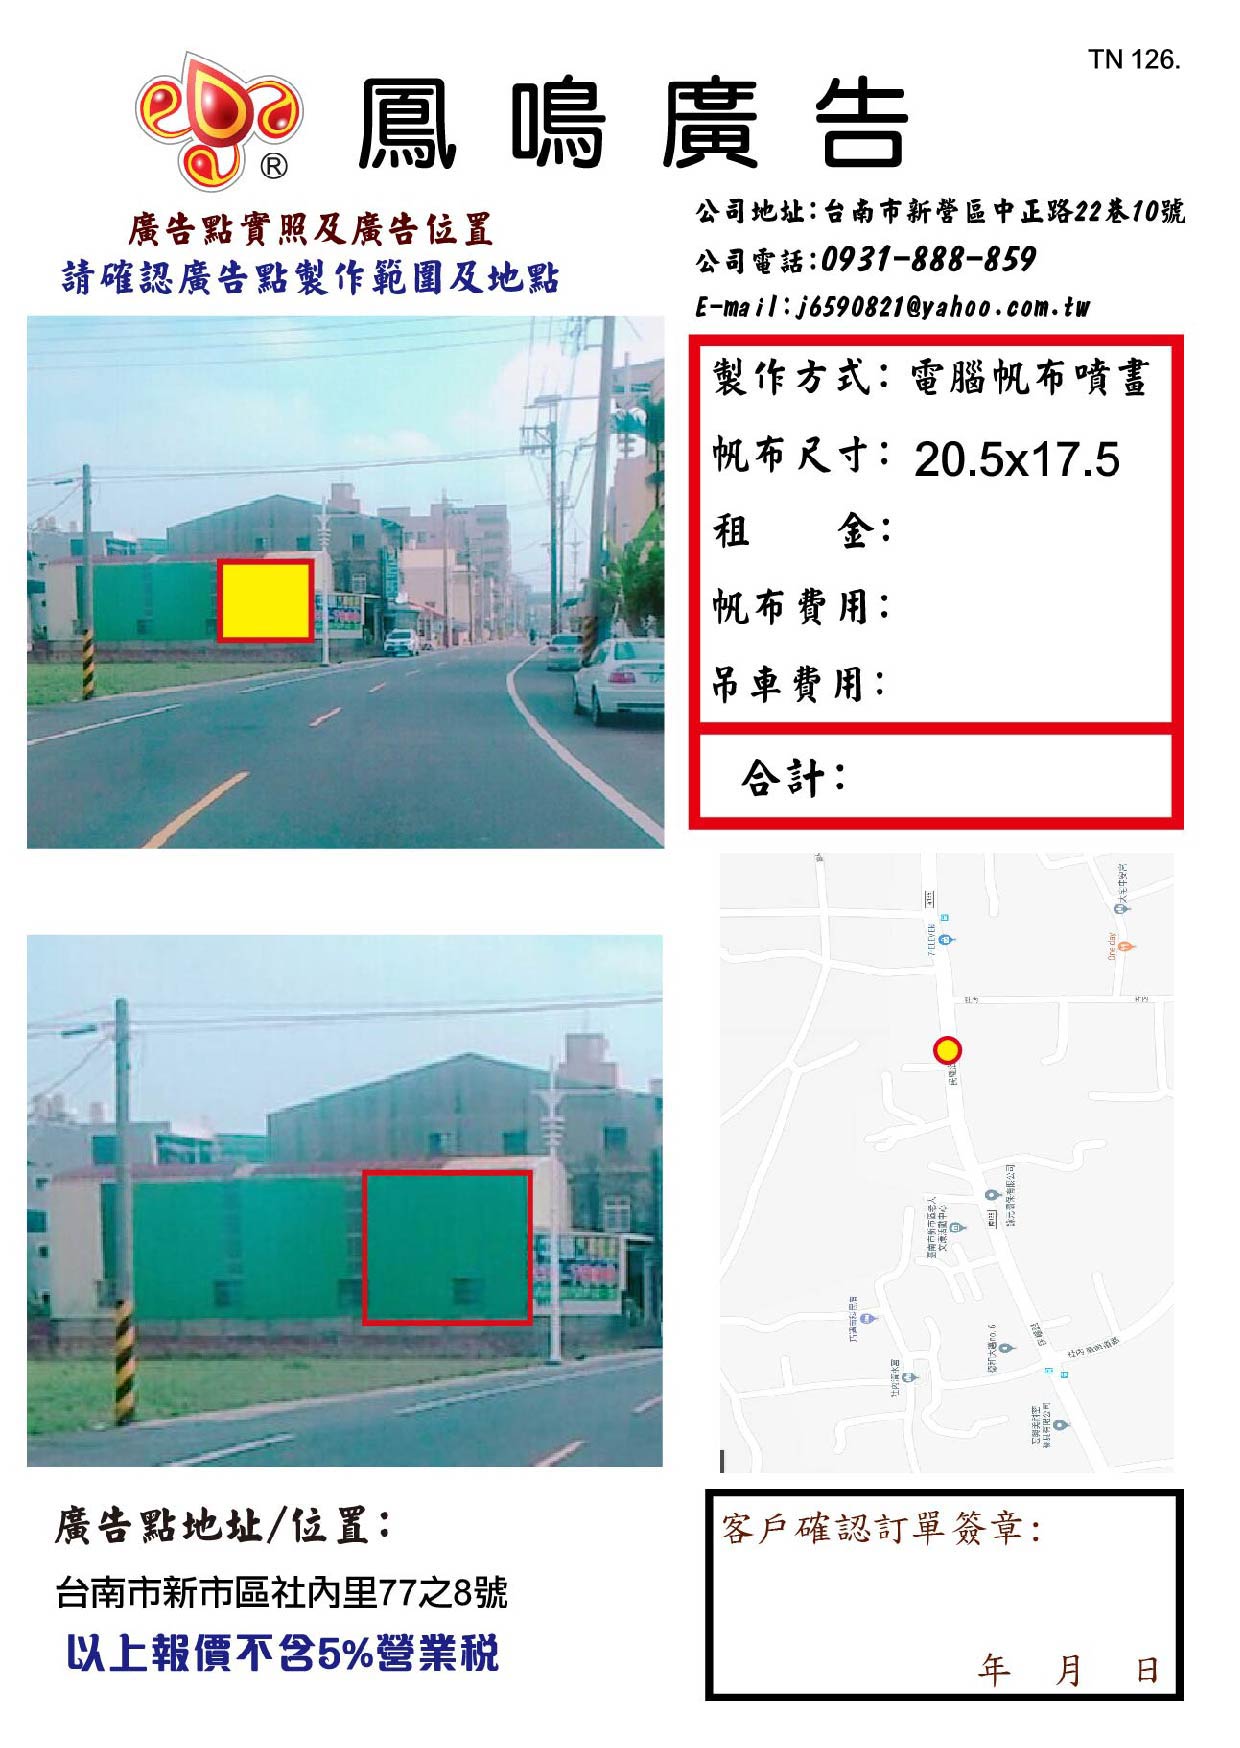 TN 126.
®
鳳鳴廣告
廣告點實照及廣告位置
請確認廣告點製作範圍及地點
公司地址:台南市新營區中正路22巷10號
公司電話:0931-888-859
E-mail:j6590821@yahoo.com.tw
製作方式: 電腦帆布噴畫
帆布尺寸: 20.5x17.5
租 金:
帆布費用:
吊車費用:
合計:
7-ELEVEN
One day
社內
廣告點地址/位置:
台南市新市區社內里77之8號
以上報價不含5%營業稅
客戶確認訂單簽章:
年 月 日